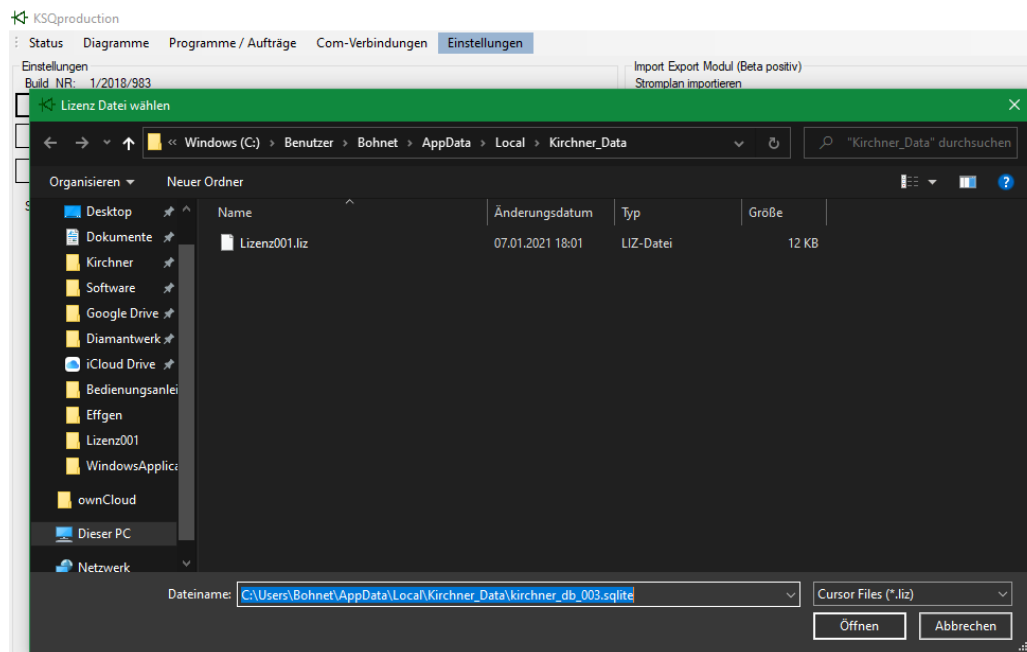 KSQproduction
Status Diagramme Programme / Aufträge Com-Verbindungen Einstellungen
Einstellungen
Build NR: 1/2018/983
Import Export Modul (Beta positiv)
Stromplan importieren
Lizenz Datei wählen
« Windows (C:) › Benutzer › Bohnet › AppData › Local › Kirchner_Data
"Kirchner_Data" durchsuchen
Organisieren Neuer Ordner
Name Änderungsdatum Typ Größe
Lizenz001.liz 07.01.2021 18:01 LIZ-Datei 12 KB
Desktop
Dokumente
Kirchner
Software
Google Drive
Diamantwerk
iCloud Drive
Bedienungsanlei
Effgen
Lizenz001
WindowsApplica
ownCloud
Dieser PC
Netzwerk
Dateiname: C:\Users\Bohnet\AppData\Local\Kirchner_Data\kirchner_db_003.sqlite
Cursor Files (*.liz)
Öffnen Abbrechen